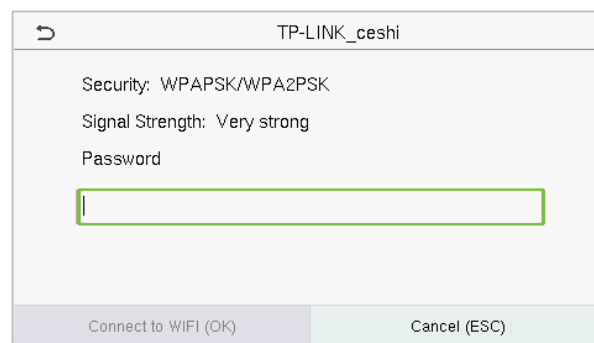 TP-LINK_ceshi
Security: WPAPSK/WPA2PSK
Signal Strength: Very strong
Password
Connect to WIFI (OK)
Cancel (ESC)